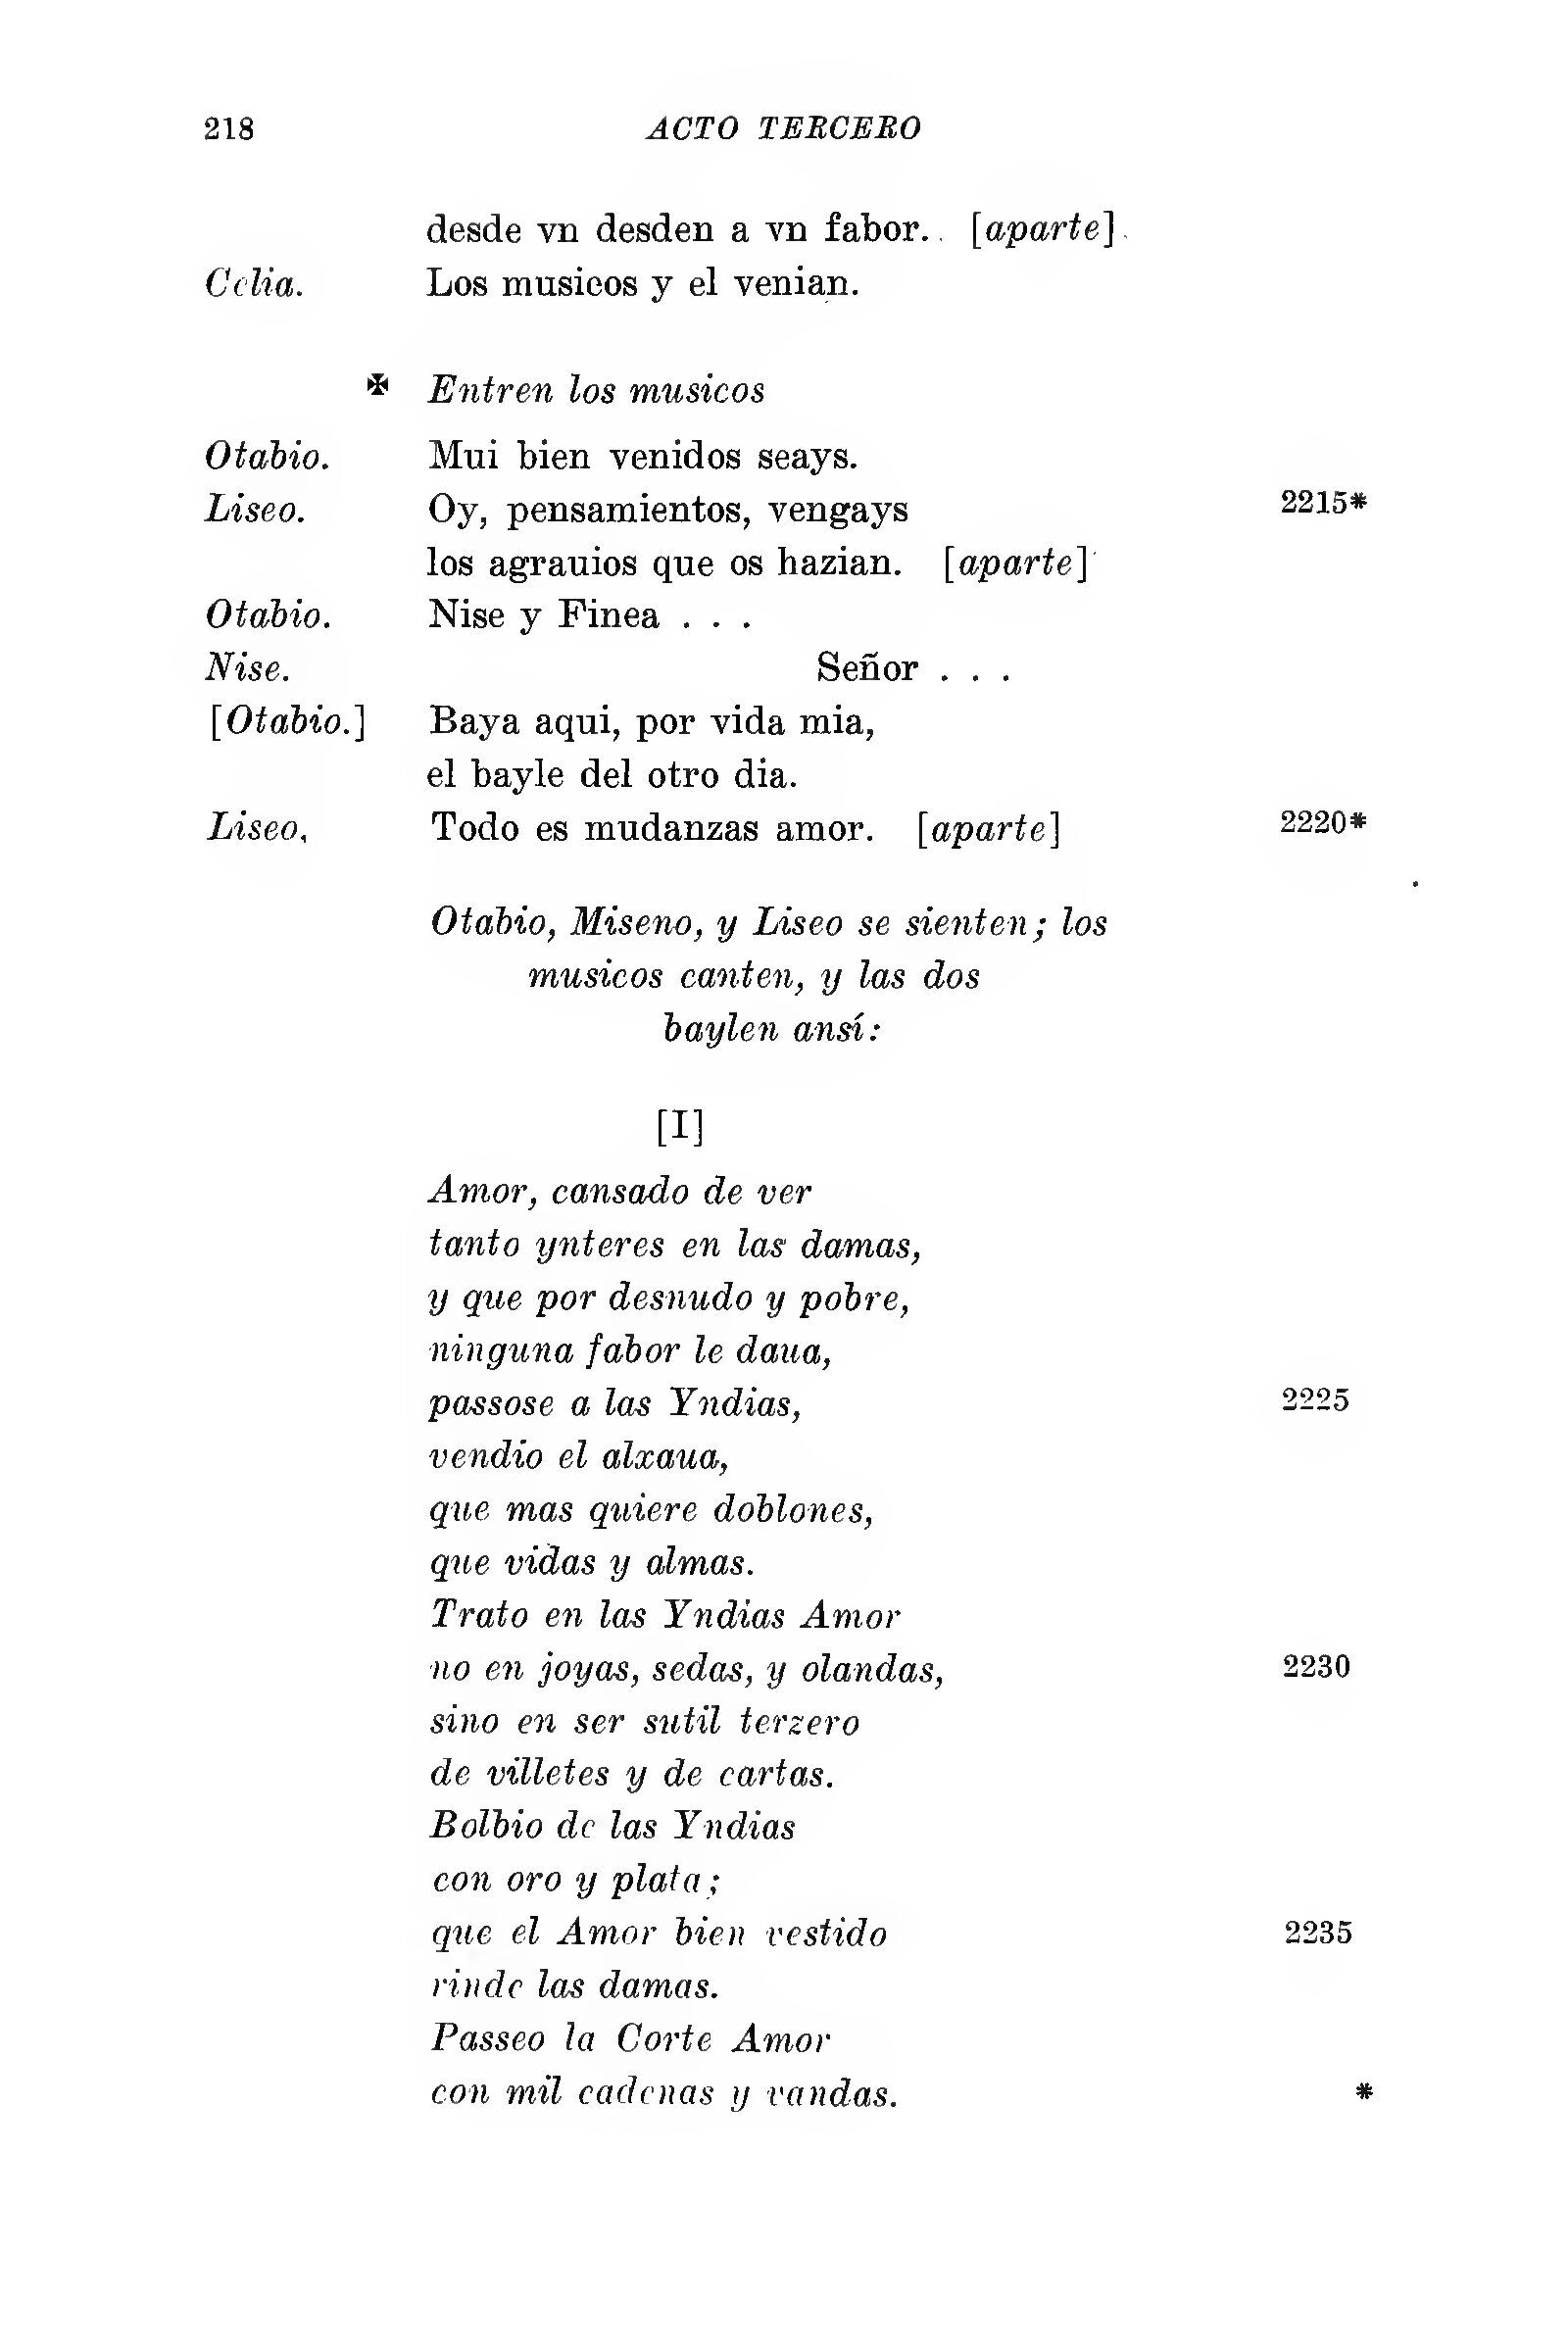 218 ACTO TERCERO
desde vn desden a vn fabor. [aparte]
Celia. Los musicos y el venian.
✠ Entren los musicos
Otabio. Mui bien venidos seays.
Liseo. Oy, pensamientos, vengays 2215*
los agrauios que os hazian. [aparte]
Otabio. Nise y Finea . . .
Nise. Señor . . .
[Otabio.] Baya aqui, por vida mia,
el bayle del otro dia.
Liseo, Todo es mudanzas amor. [aparte] 2220*
Otabio, Miseno, y Liseo se sienten; los
musicos canten, y las dos
baylen ansí:
[I]
Amor, cansado de ver
tanto ynteres en las damas,
y que por desnudo y pobre,
ninguna fabor le daua,
passose a las Yndias, 2225
vendio el alxaua,
que mas quiere doblones,
que vidas y almas.
Trato en las Yndias Amor
no en joyas, sedas, y olandas, 2230
sino en ser sutil terzero
de villetes y de cartas.
Bolbio de las Yndias
con oro y plata;
que el Amor bien vestido 2235
rinde las damas.
Passeo la Corte Amor
con mil cadenas y vandas. *